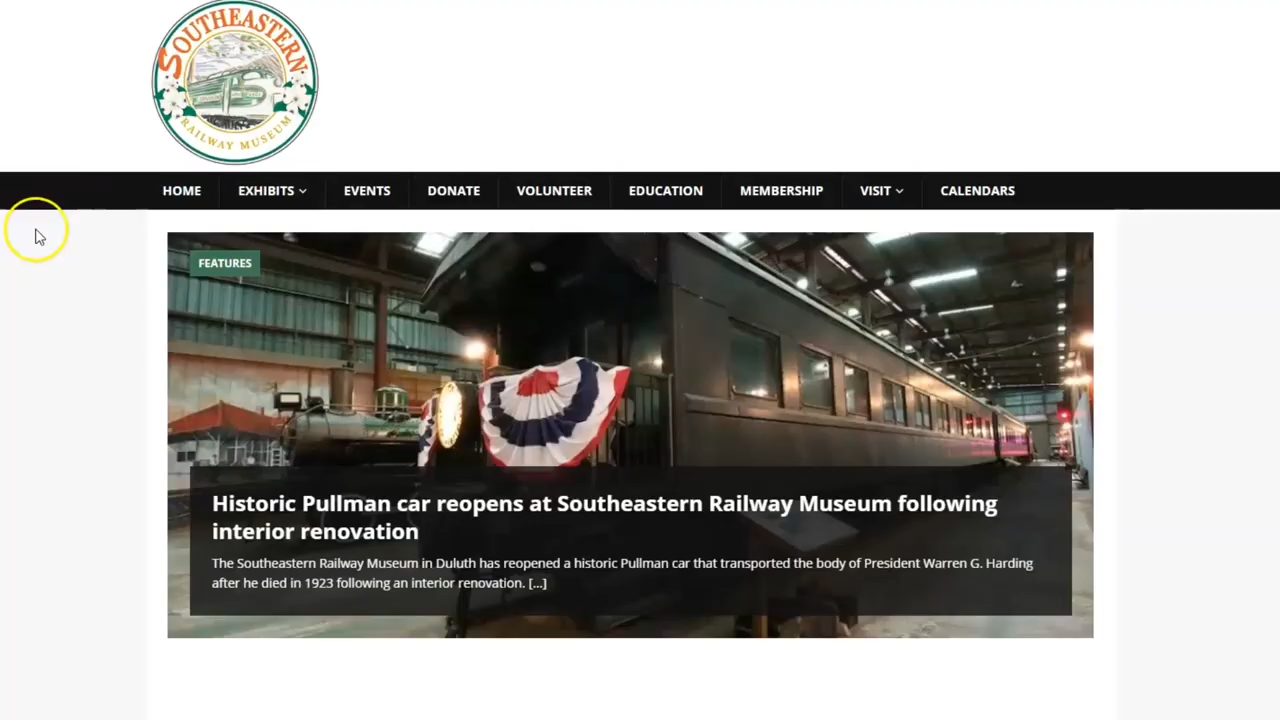 SOUTHEASTERN
RAILWAY MUSEUM
HOME EXHIBITS EVENTS DONATE VOLUNTEER EDUCATION MEMBERSHIP VISIT CALENDARS
FEATURES
Historic Pullman car reopens at Southeastern Railway Museum following
interior renovation
The Southeastern Railway Museum in Duluth has reopened a historic Pullman car that transported the body of President Warren G. Harding
after he died in 1923 following an interior renovation. [...]